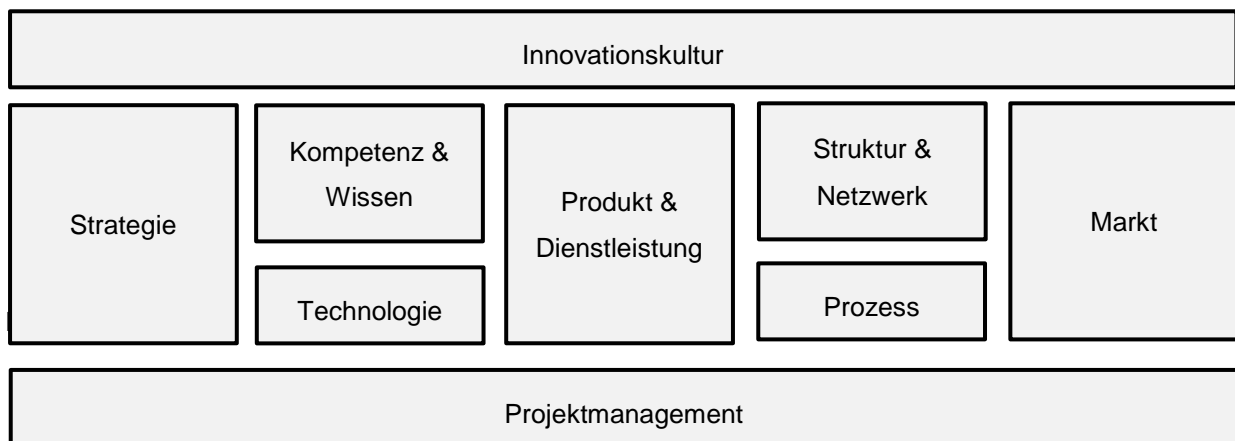 Innovationskultur
Strategie
Kompetenz &
Wissen
Technologie
Produkt &
Dienstleistung
Struktur &
Netzwerk
Prozess
Markt
Projektmanagement